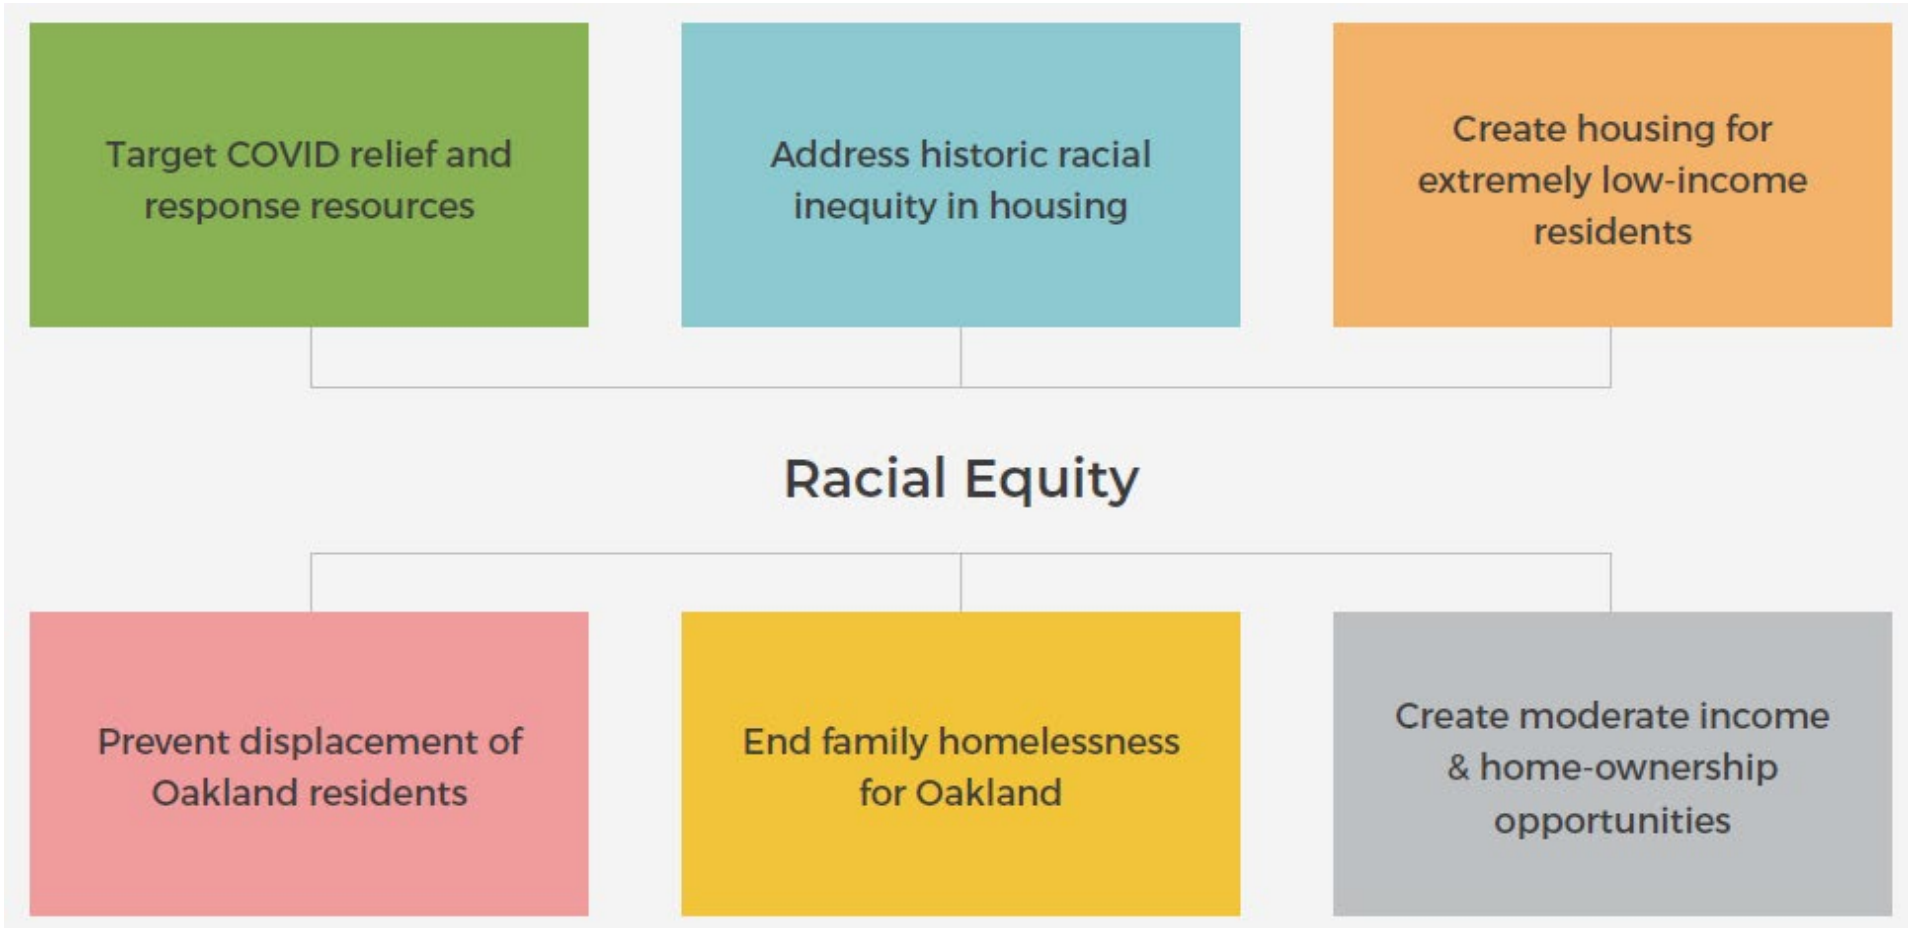 Target COVID relief and
response resources
Address historic racial
inequity in housing
Create housing for
extremely low-income
residents
Racial Equity
Prevent displacement of
Oakland residents
End family homelessness
for Oakland
Create moderate income
& home-ownership
opportunities